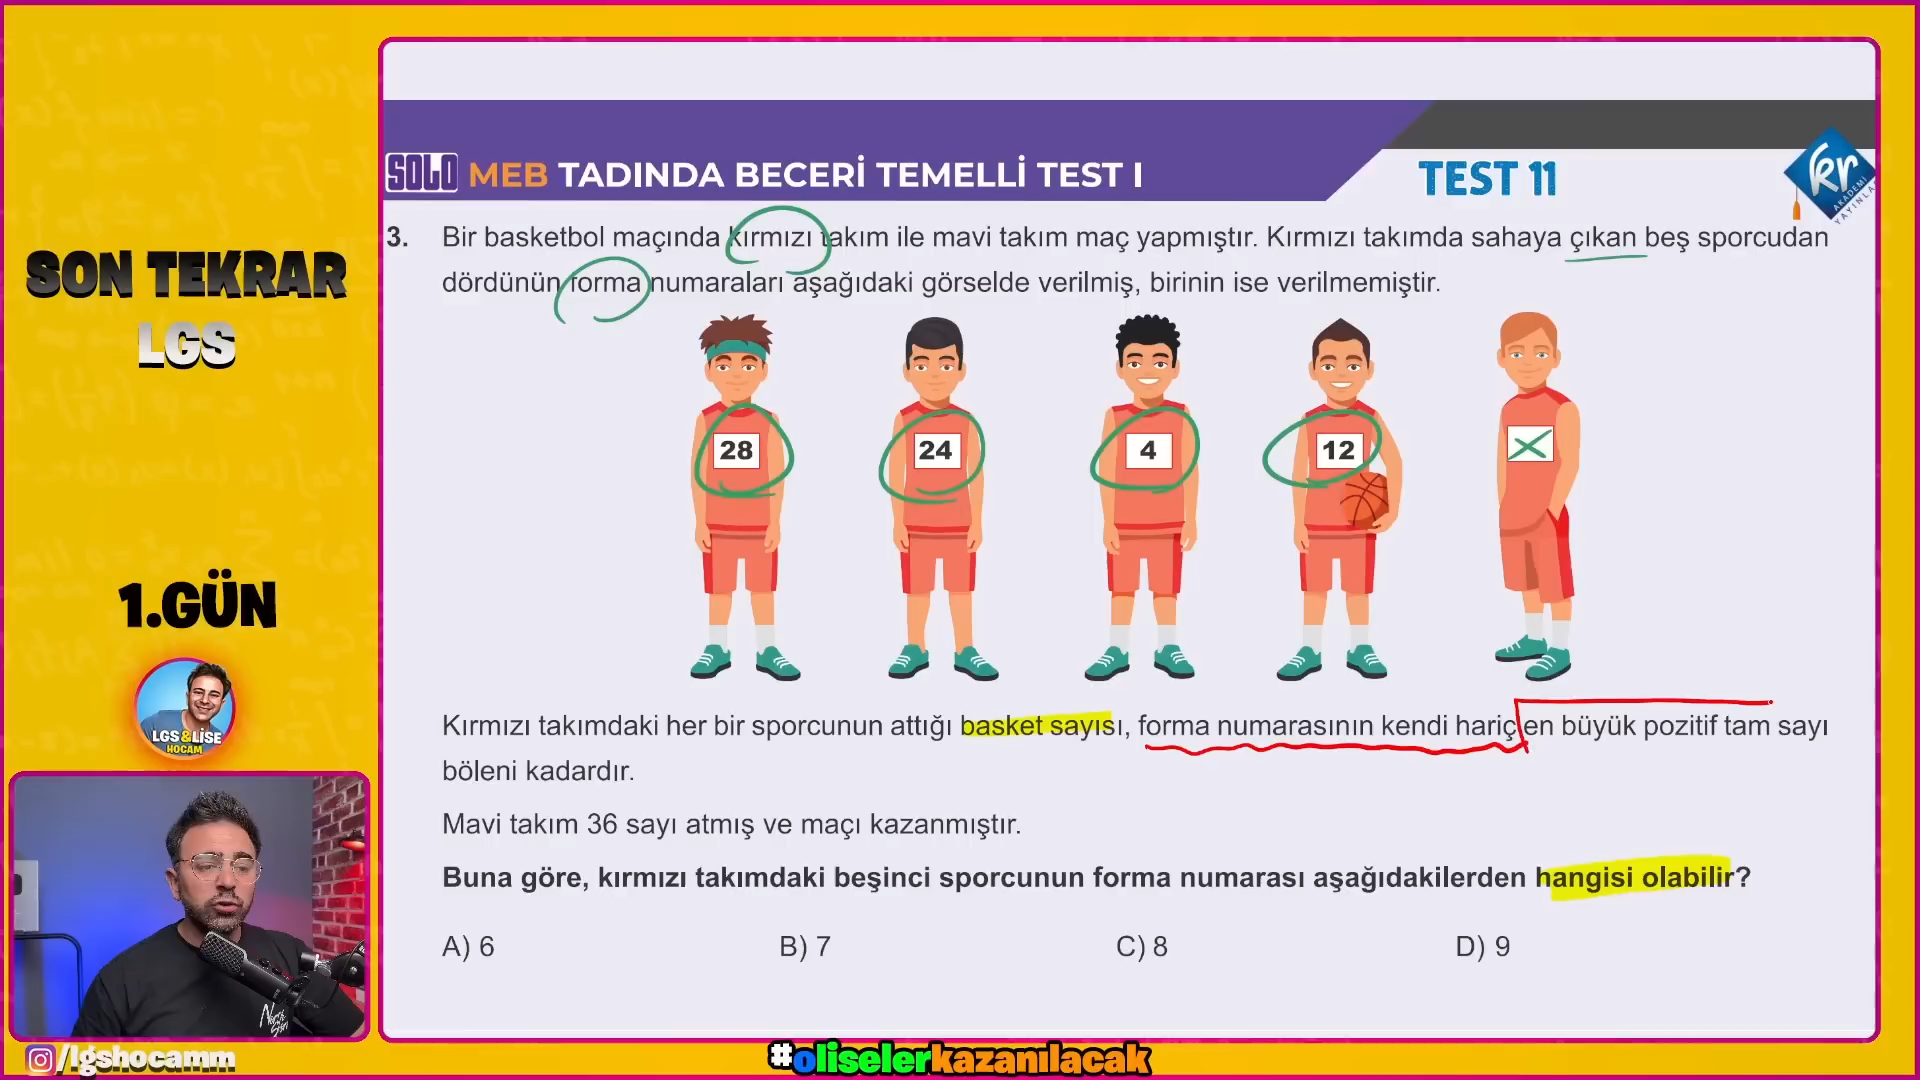 SOLO MEB TADINDA BECERİ TEMELLİ TEST I
TEST 11
kr
AKADEMİ
YAYINLA
3. Bir basketbol maçında kırmızı takım ile mavi takım maç yapmıştır. Kırmızı takımda sahaya çıkan beş sporcudan
dördünün forma numaraları aşağıdaki görselde verilmiş, birinin ise verilmemiştir.
28 24 4 12
Kırmızı takımdaki her bir sporcunun attığı basket sayısı, forma numarasının kendi hariç en büyük pozitif tam sayı
böleni kadardır.
Mavi takım 36 sayı atmış ve maçı kazanmıştır.
Buna göre, kırmızı takımdaki beşinci sporcunun forma numarası aşağıdakilerden hangisi olabilir?
A) 6 B) 7 C) 8 D) 9
SON TEKRAR
LGS
1.GÜN
LGS&LİSE
HOCAM
/lgshocamm
#oliselerkazanılacak